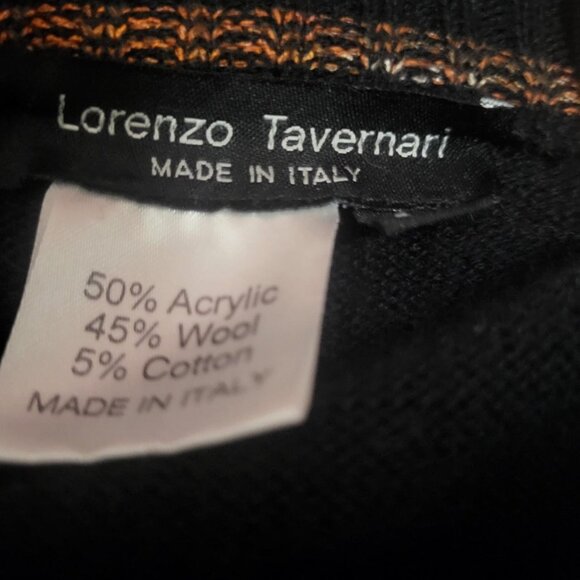 Lorenzo Tavernari
MADE IN ITALY
50% Acrylic
45% Wool
5% Cotton
MADE IN ITALY